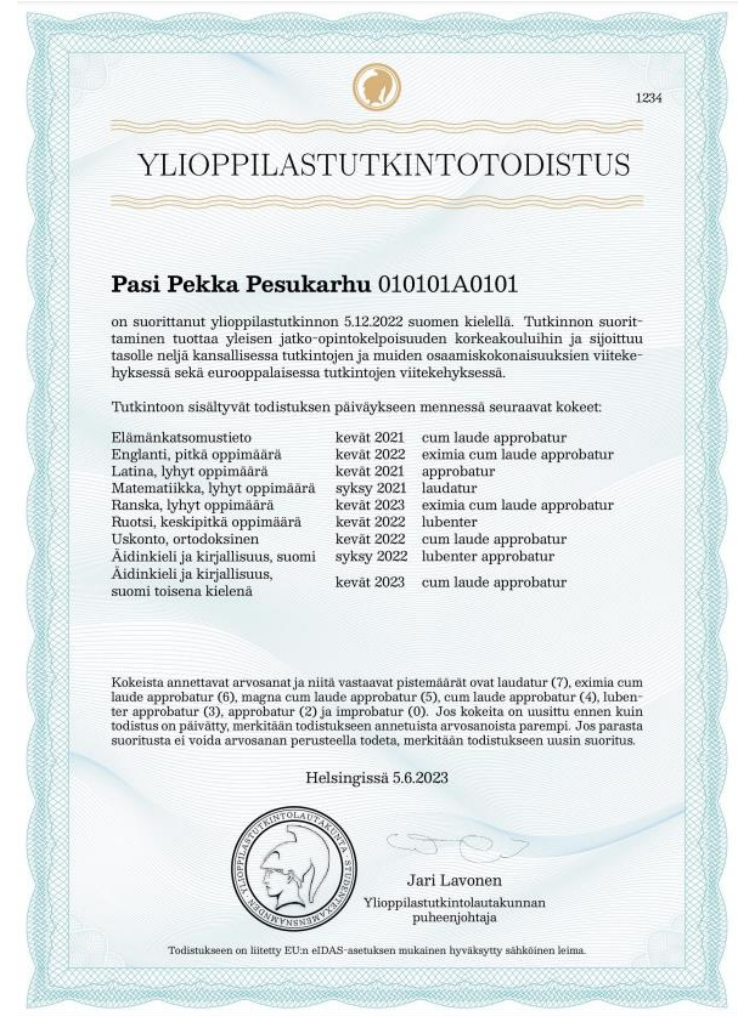 1234
YLIOPPILASTUTKINTOTODISTUS
Pasi Pekka Pesukarhu 010101A0101
on suorittanut ylioppilastutkinnon 5.12.2022 suomen kielellä. Tutkinnon suorit-
taminen tuottaa yleisen jatko-opintokelpoisuuden korkeakouluihin ja sijoittuu
tasolle neljä kansallisessa tutkintojen ja muiden osaamiskokonaisuuksien viiteke-
hyksessä sekä eurooppalaisessa tutkintojen viitekehyksessä.
Tutkintoon sisältyvät todistuksen päiväykseen mennessä seuraavat kokeet:
Elämänkatsomustieto kevät 2021 cum laude approbatur
Englanti, pitkä oppimäärä kevät 2022 eximia cum laude approbatur
Latina, lyhyt oppimäärä kevät 2021 approbatur
Matematiikka, lyhyt oppimäärä syksy 2021 laudatur
Ranska, lyhyt oppimäärä kevät 2023 eximia cum laude approbatur
Ruotsi, keskipitkä oppimäärä kevät 2022 lubenter
Uskonto, ortodoksinen kevät 2022 cum laude approbatur
Äidinkieli ja kirjallisuus, suomi syksy 2022 lubenter approbatur
Äidinkieli ja kirjallisuus,
suomi toisena kielenä kevät 2023 cum laude approbatur
Kokeista annettavat arvosanat ja niitä vastaavat pistemäärät ovat laudatur (7), eximia cum
laude approbatur (6), magna cum laude approbatur (5), cum laude approbatur (4), luben-
ter approbatur (3), approbatur (2) ja improbatur (0). Jos kokeita on uusittu ennen kuin
todistus on päivätty, merkitään todistukseen annetuista arvosanoista parempi. Jos parasta
suoritusta ei voida arvosanan perusteella todeta, merkitään todistukseen uusin suoritus.
Helsingissä 5.6.2023
YLIOPPILASTUTKINTOLAUTAKUNTA · STUDENTEXAMENSNÄMNDEN
Jari Lavonen
Ylioppilastutkintolautakunnan
puheenjohtaja
Todistukseen on liitetty EU:n eIDAS-asetuksen mukainen hyväksytty sähköinen leima.